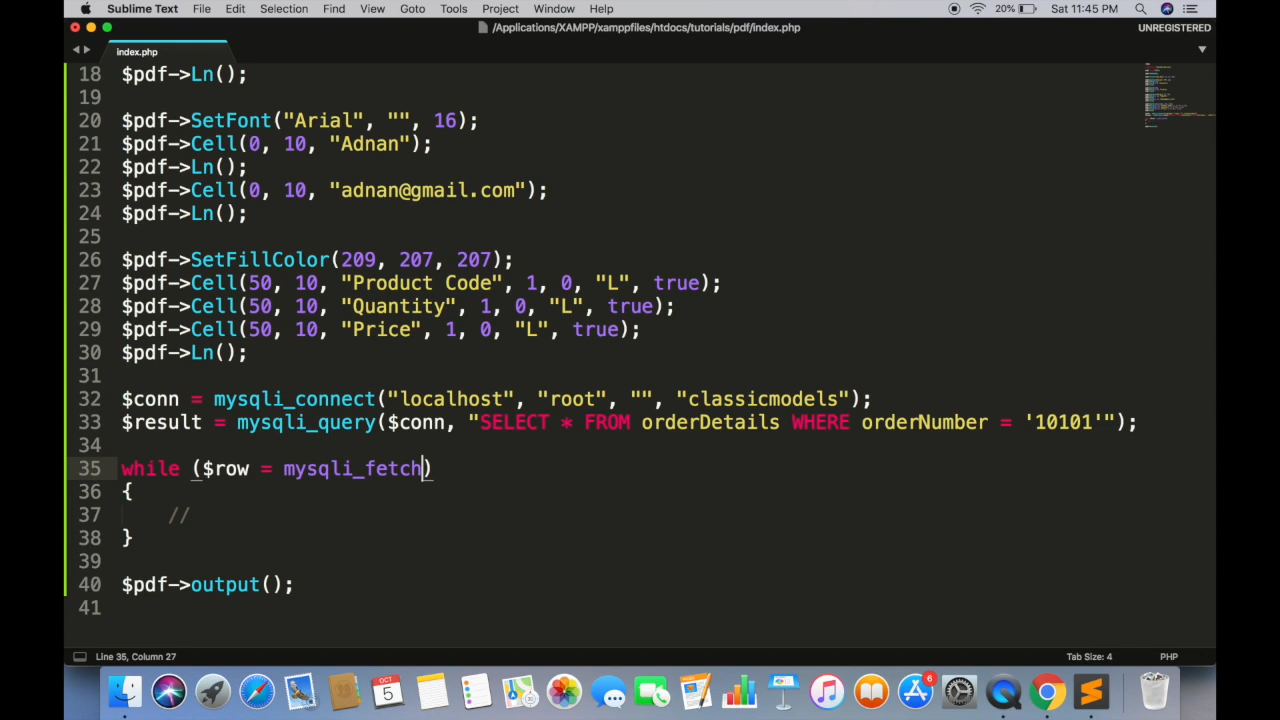 Sublime Text File Edit Selection Find View Goto Tools Project Window Help 20% Sat 11:45 PM
/Applications/XAMPP/xamppfiles/htdocs/tutorials/pdf/index.php UNREGISTERED
index.php
18 $pdf->Ln();
19
20 $pdf->SetFont("Arial", "", 16);
21 $pdf->Cell(0, 10, "Adnan");
22 $pdf->Ln();
23 $pdf->Cell(0, 10, "adnan@gmail.com");
24 $pdf->Ln();
25
26 $pdf->SetFillColor(209, 207, 207);
27 $pdf->Cell(50, 10, "Product Code", 1, 0, "L", true);
28 $pdf->Cell(50, 10, "Quantity", 1, 0, "L", true);
29 $pdf->Cell(50, 10, "Price", 1, 0, "L", true);
30 $pdf->Ln();
31
32 $conn = mysqli_connect("localhost", "root", "", "classicmodels");
33 $result = mysqli_query($conn, "SELECT * FROM orderDetails WHERE orderNumber = '10101'");
34
35 while ($row = mysqli_fetch)
36 {
37 //
38 }
39
40 $pdf->output();
41
Line 35, Column 27 Tab Size: 4 PHP
OCT
5
6